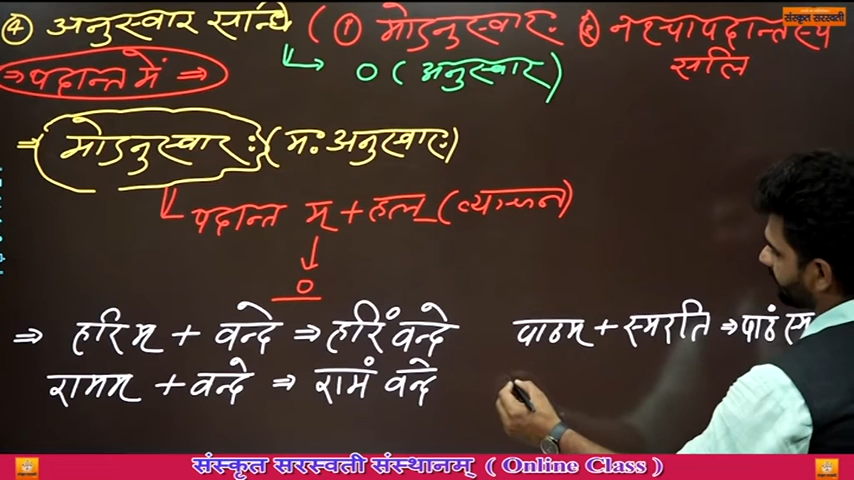 ④ अनुस्वार सन्धि ( ① मोऽनुस्वारः ② नश्चापदान्तस्य
झलि
⇒ पदान्त में ⇒
० (अनुस्वार)
⇒ मोऽनुस्वारः (मः अनुस्वारः)
पदान्त म् + हल् (व्यञ्जन)
०
⇒ हरिम् + वन्दे ⇒ हरिं वन्दे
पाठम् + स्मरति ⇒ पाठं स्म
रामम् + वन्दे ⇒ रामं वन्दे
संस्कृत सरस्वती
संस्कृत सरस्वती संस्थानम् ( Online Class )